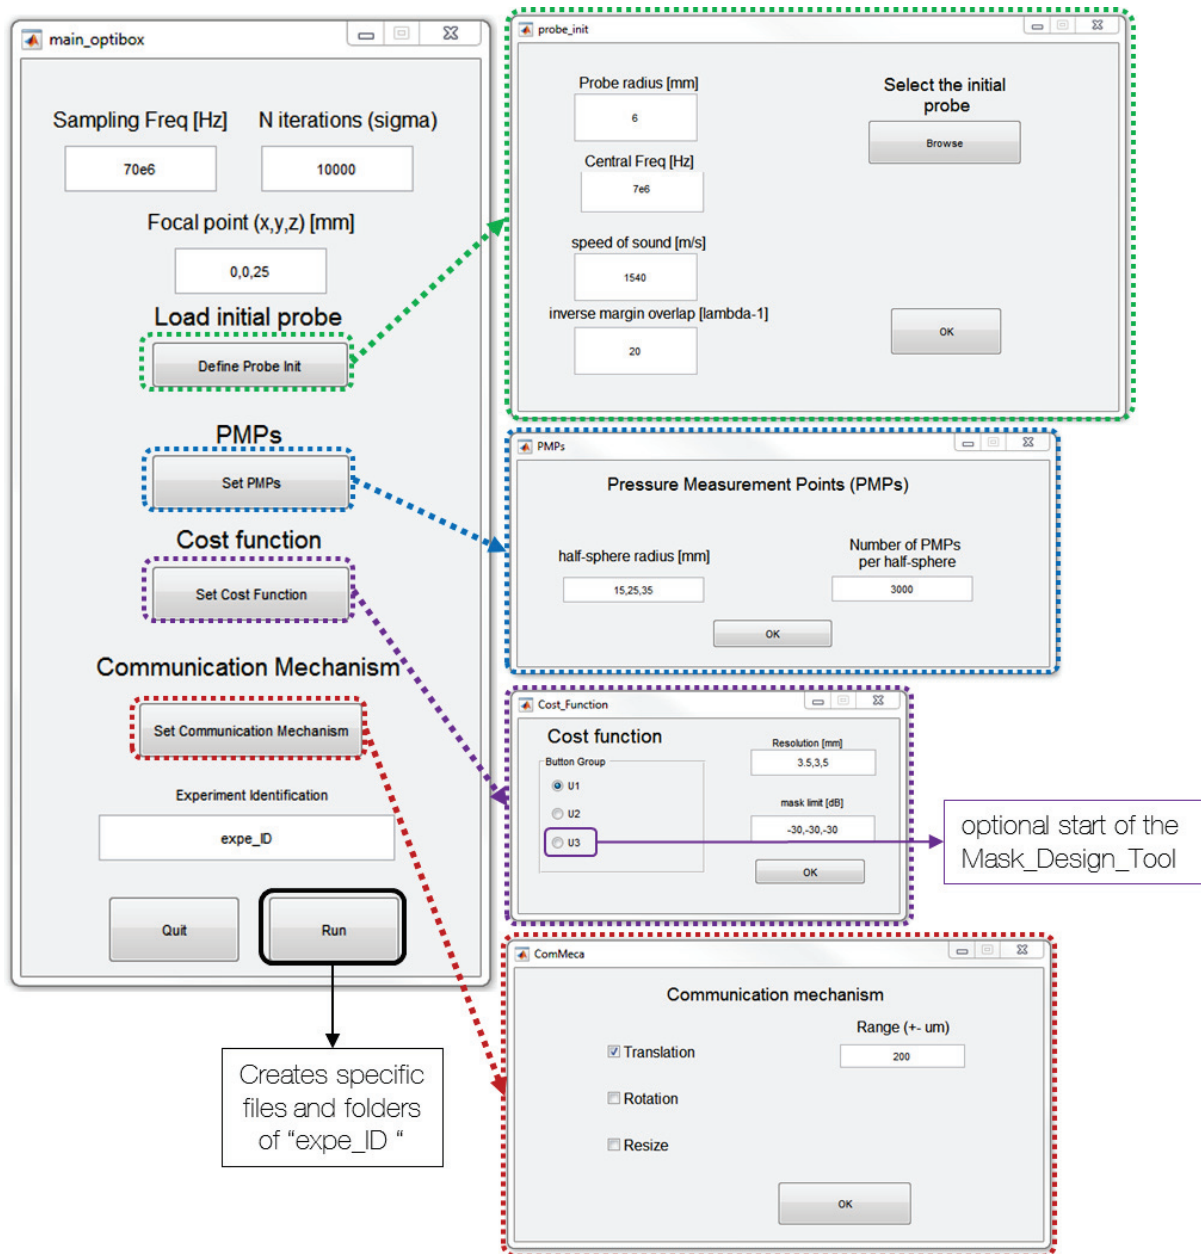 main_optibox
Sampling Freq [Hz]
N iterations (sigma)
70e6
10000
Focal point (x,y,z) [mm]
0,0,25
Load initial probe
Define Probe Init
PMPs
Set PMPs
Cost function
Set Cost Function
Communication Mechanism
Set Communication Mechanism
Experiment Identification
expe_ID
Quit
Run
Creates specific
files and folders
of "expe_ID "
probe_init
Probe radius [mm]
6
Central Freq [Hz]
7e6
speed of sound [m/s]
1540
inverse margin overlap [lambda-1]
20
Select the initial
probe
Browse
OK
PMPs
Pressure Measurement Points (PMPs)
half-sphere radius [mm]
15,25,35
Number of PMPs
per half-sphere
3000
OK
Cost_Function
Cost function
Button Group
U1
U2
U3
Resolution [mm]
3.5,3,5
mask limit [dB]
-30,-30,-30
OK
optional start of the
Mask_Design_Tool
ComMeca
Communication mechanism
Translation
Rotation
Resize
Range (+- um)
200
OK